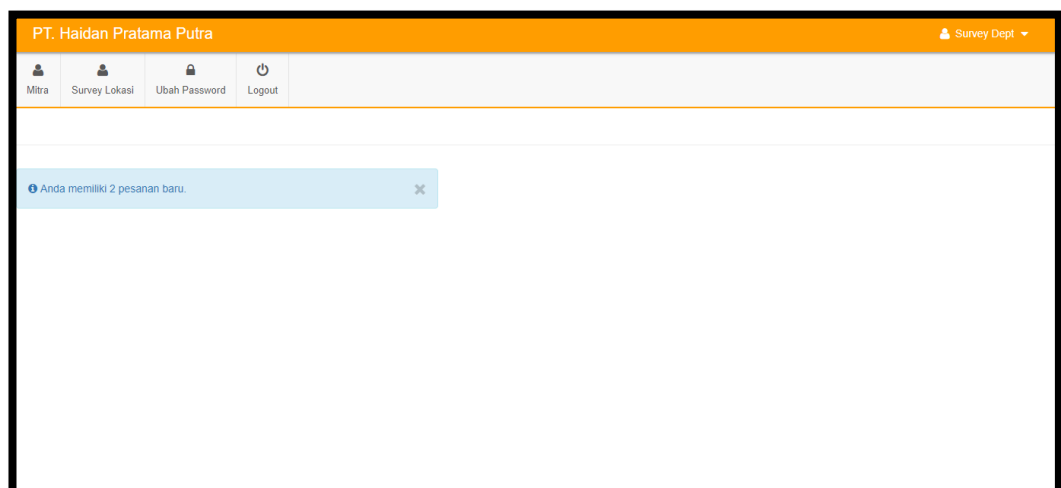 PT. Haidan Pratama Putra
Survey Dept
Mitra
Survey Lokasi
Ubah Password
Logout
Anda memiliki 2 pesanan baru.